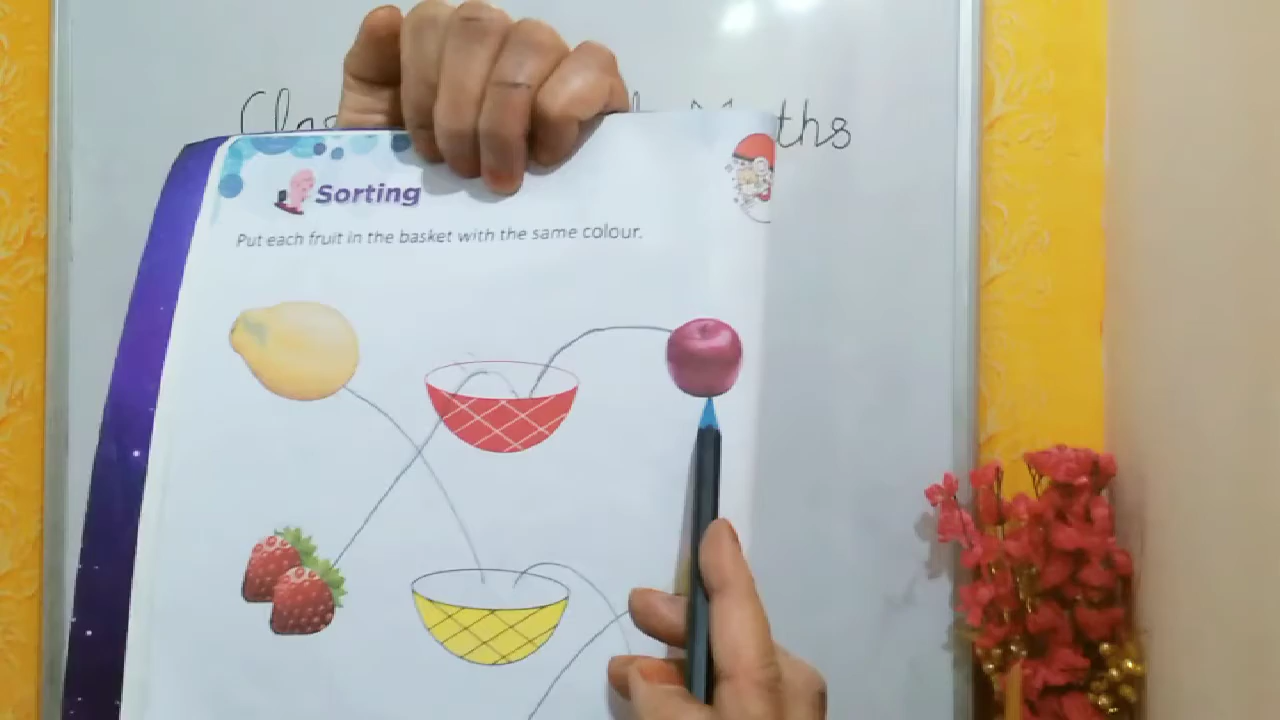 Sorting
Put each fruit in the basket with the same colour.